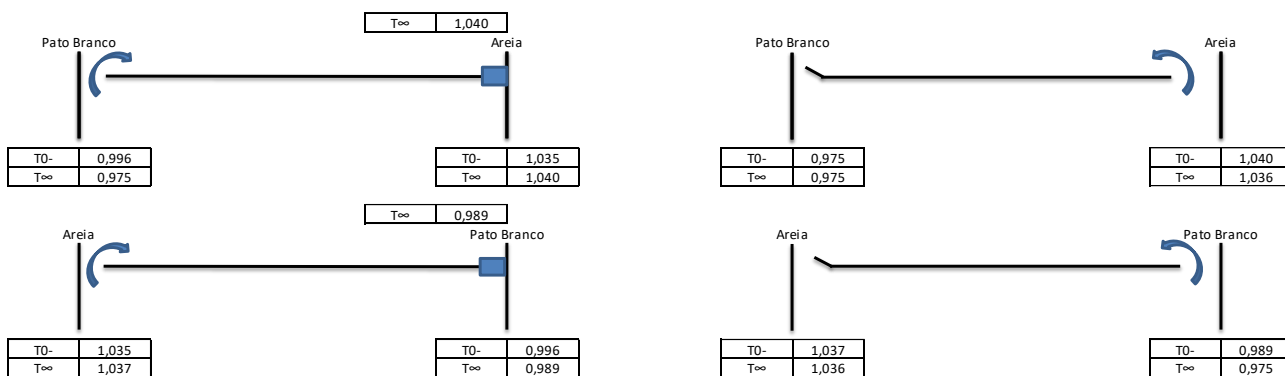 T∞ 1,040
Pato Branco Areia
T0- 0,996 T0- 1,035
T∞ 0,975 T∞ 1,040
Pato Branco Areia
T0- 0,975 T0- 1,040
T∞ 0,975 T∞ 1,036
T∞ 0,989
Areia Pato Branco
T0- 1,035 T0- 0,996
T∞ 1,037 T∞ 0,989
Areia Pato Branco
T0- 1,037 T0- 0,989
T∞ 1,036 T∞ 0,975